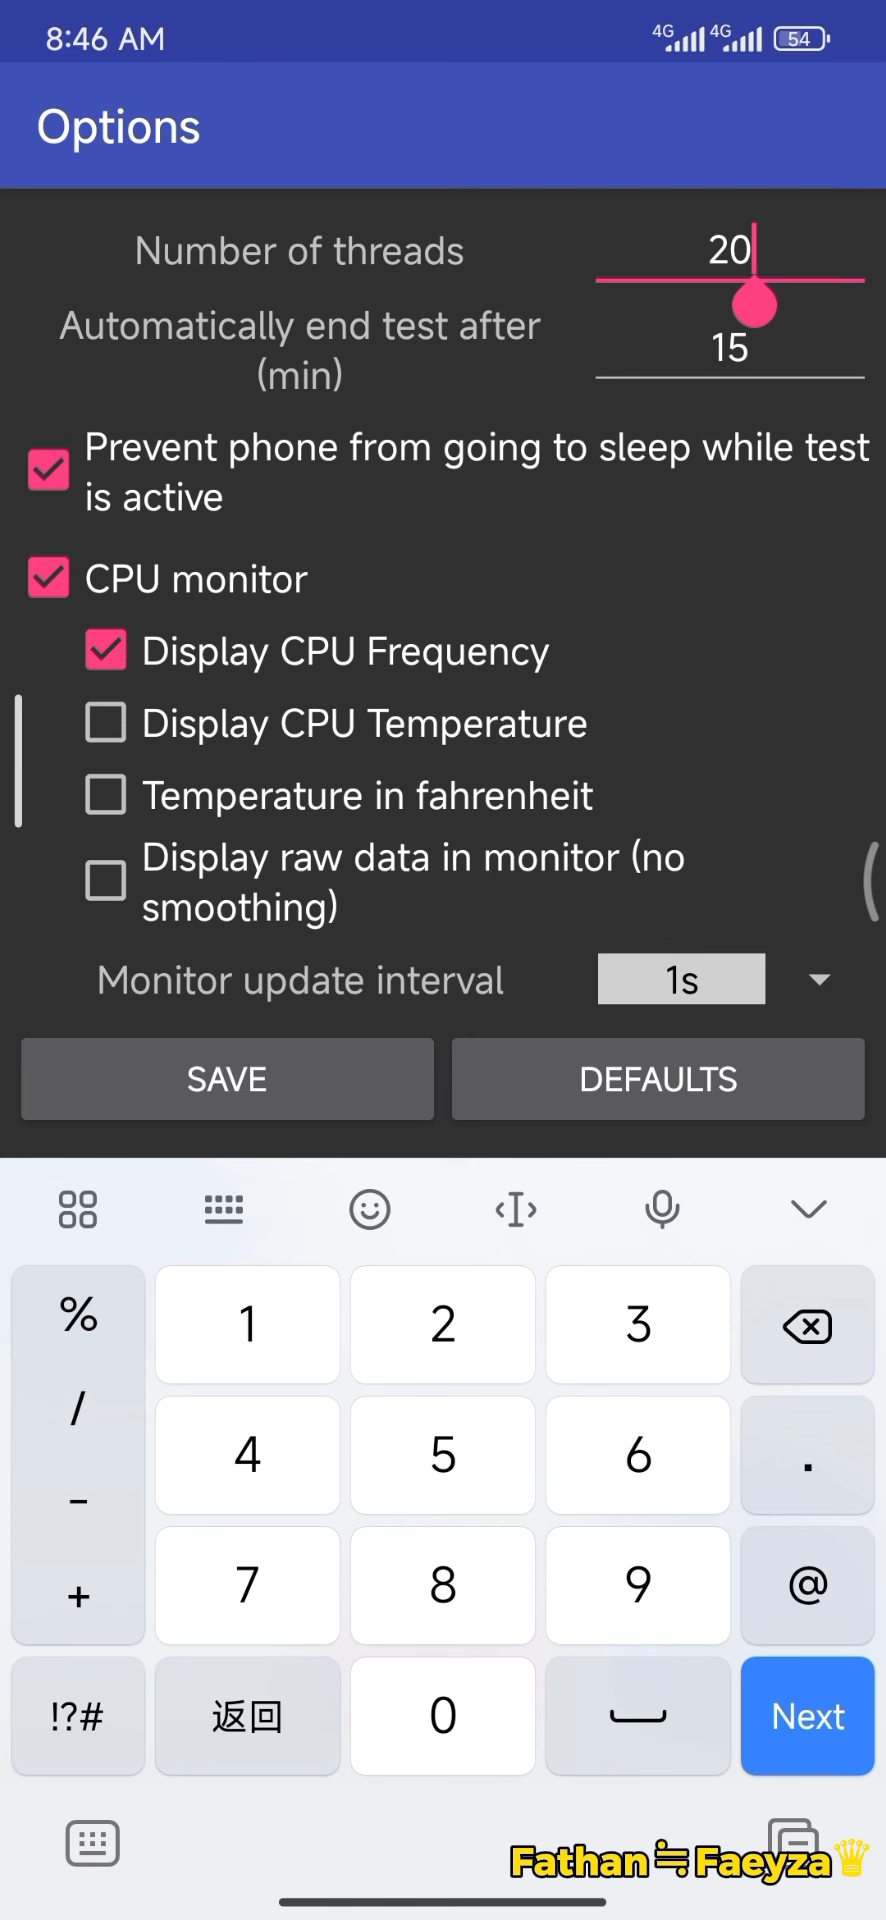 8:46 AM
4G 4G 54
Options
Number of threads
20
Automatically end test after
(min)
15
Prevent phone from going to sleep while test
is active
CPU monitor
Display CPU Frequency
Display CPU Temperature
Temperature in fahrenheit
Display raw data in monitor (no
smoothing)
Monitor update interval
1s
SAVE
DEFAULTS
% 1 2 3
/ 4 5 6 .
-
7 8 9 @
+
!?# 返回 0 Next
Fathan≒Faeyza♛